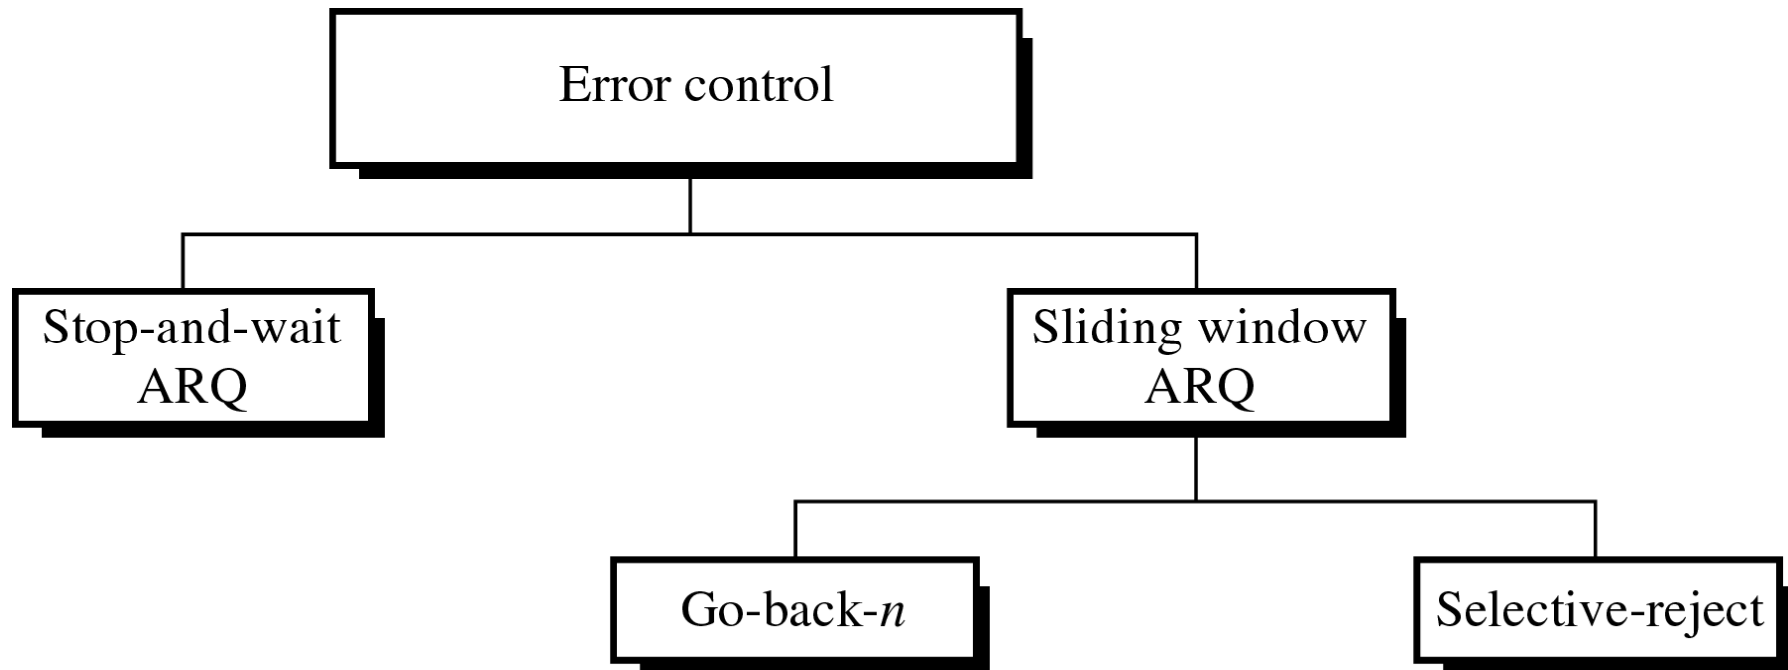 Error control
Stop-and-wait
ARQ
Sliding window
ARQ
Go-back-n
Selective-reject